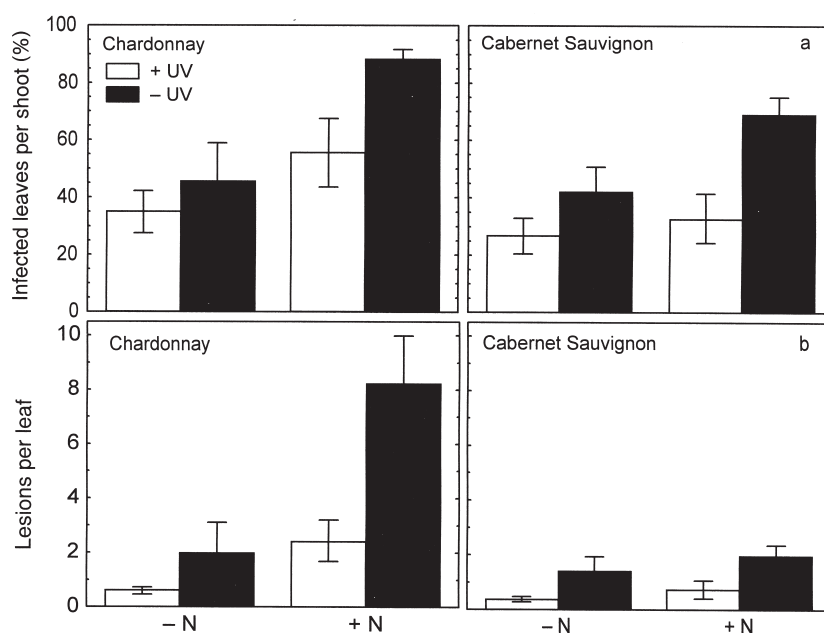 Infected leaves per shoot (%)
100
80
60
40
20
0
Chardonnay
+ UV
– UV
Cabernet Sauvignon
a
Lesions per leaf
10
8
6
4
2
0
Chardonnay
Cabernet Sauvignon
b
– N
+ N
– N
+ N